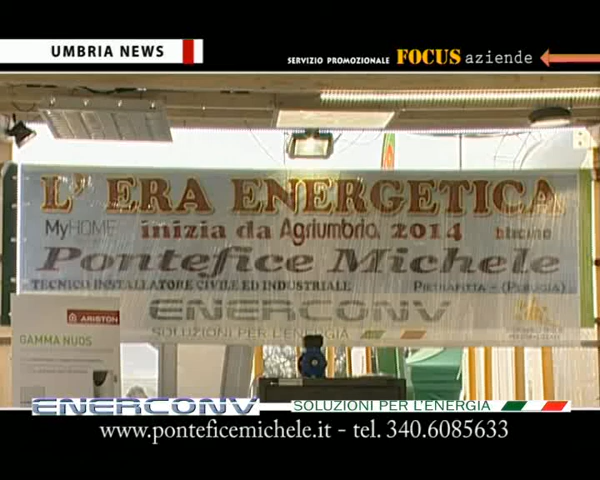 UMBRIA NEWS
SERVIZIO PROMOZIONALE FOCUS aziende
L' ERA ENERGETICA
MyHOME inizia da Agriumbria 2014 bticino
Pontefice Michele
TECNICO INSTALLATORE CIVILE ED INDUSTRIALE PIETRAFITTA - (PERUGIA)
ENERCONV
SOLUZIONI PER L'ENERGIA
ARISTON
GAMMA NUOS
ENERCONV SOLUZIONI PER L'ENERGIA
www.ponteficemichele.it - tel. 340.6085633